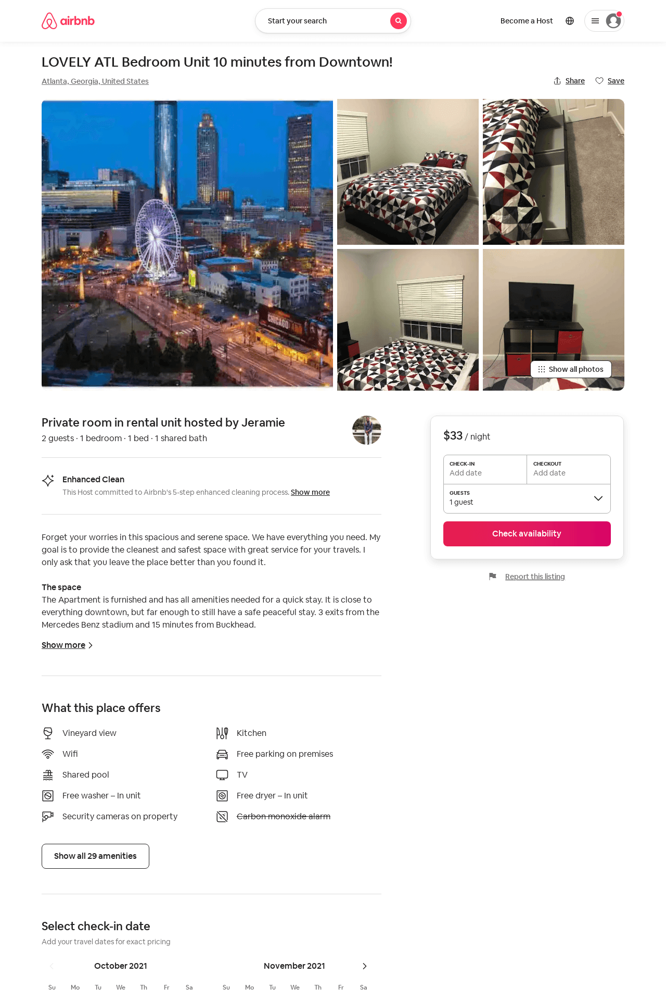 airbnb
Start your search
Become a Host
LOVELY ATL Bedroom Unit 10 minutes from Downtown!
Atlanta, Georgia, United States
Share
Save
CHICAGO
Show all photos
Private room in rental unit hosted by Jeramie
2 guests · 1 bedroom · 1 bed · 1 shared bath
Enhanced Clean
This Host committed to Airbnb's 5-step enhanced cleaning process. Show more
Forget your worries in this spacious and serene space. We have everything you need. My
goal is to provide the cleanest and safest space with great service for your travels. I
only ask that you leave the place better than you found it.
The space
The Apartment is furnished and has all amenities needed for a quick stay. It is close to
everything downtown, but far enough to still have a safe peaceful stay. 3 exits from the
Mercedes Benz stadium and 15 minutes from Buckhead.
Show more
$33 / night
CHECK-IN
Add date
CHECKOUT
Add date
GUESTS
1 guest
Check availability
Report this listing
What this place offers
Vineyard view
Kitchen
Wifi
Free parking on premises
Shared pool
TV
Free washer – In unit
Free dryer – In unit
Security cameras on property
Carbon monoxide alarm
Show all 29 amenities
Select check-in date
Add your travel dates for exact pricing
October 2021
November 2021
Su Mo Tu We Th Fr Sa
Su Mo Tu We Th Fr Sa